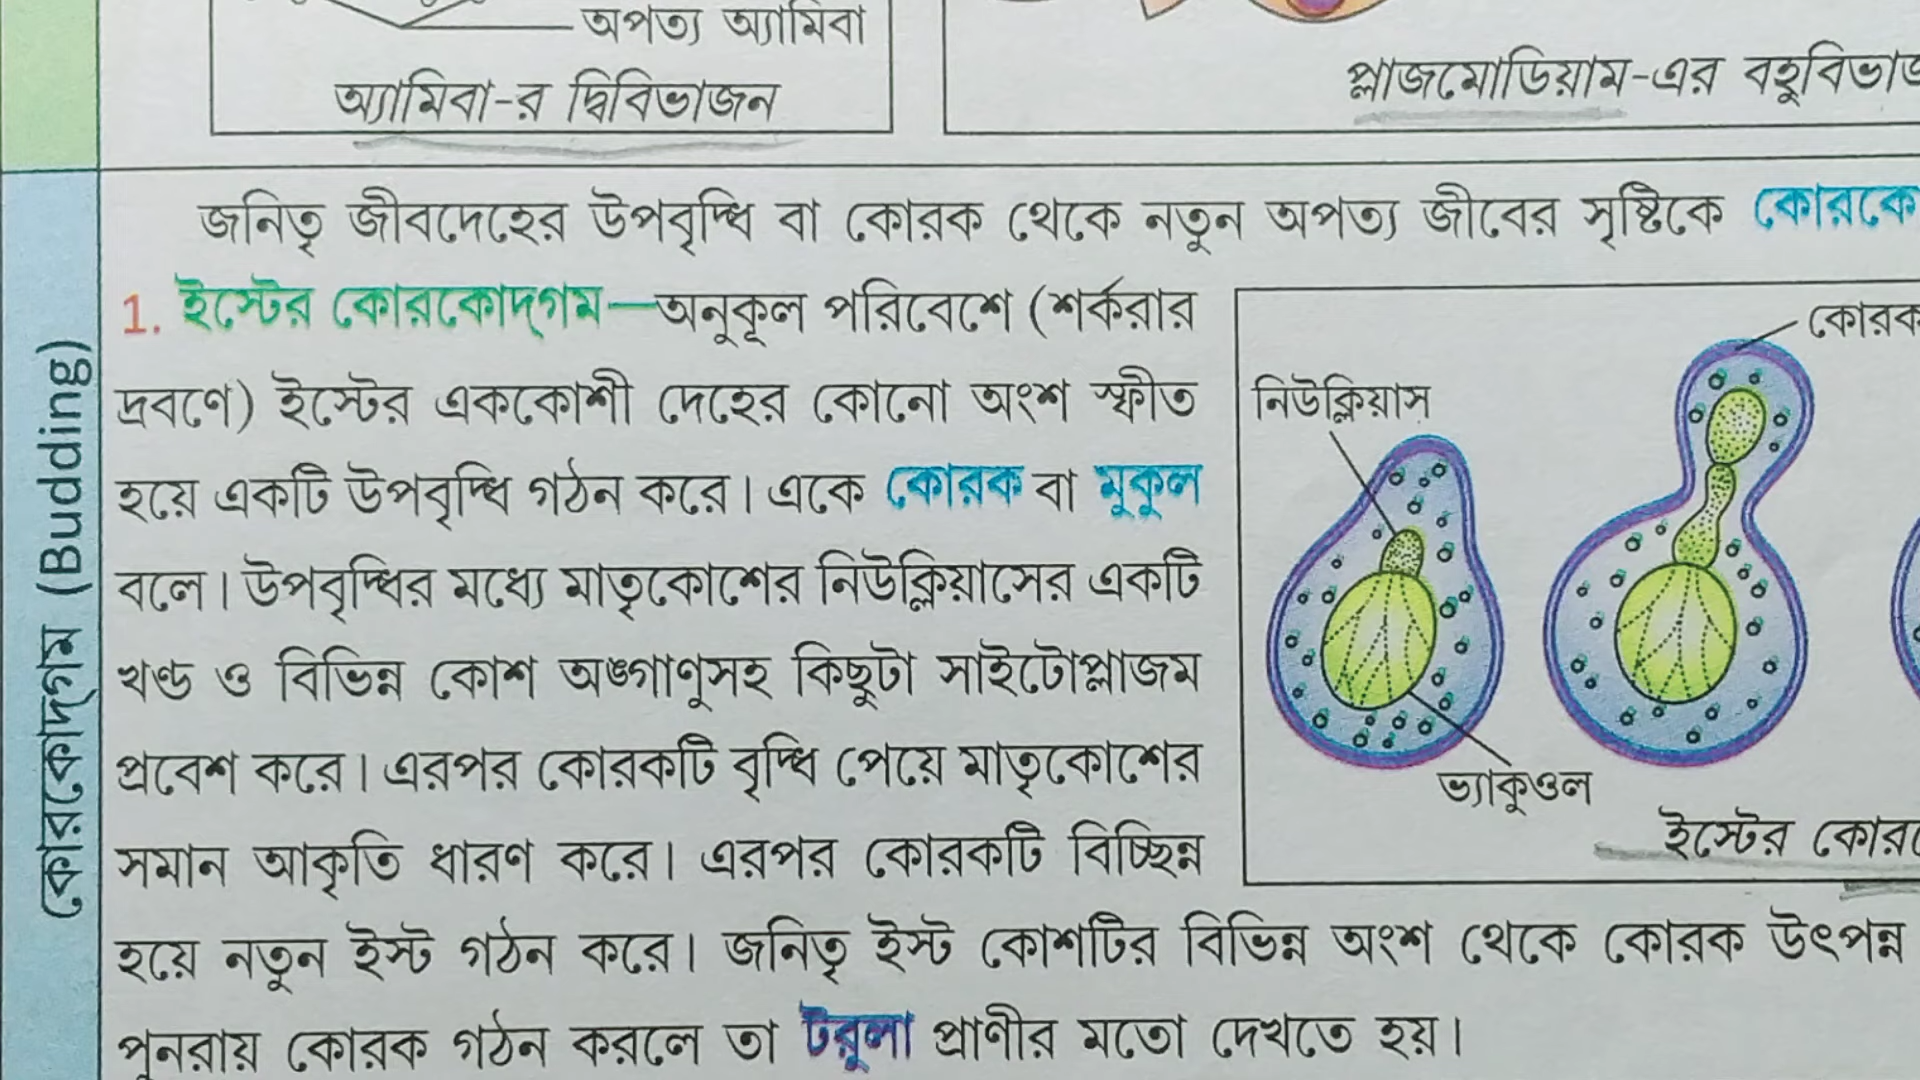 অপত্য অ্যামিবা
অ্যামিবা-র দ্বিবিভাজন
প্লাজমোডিয়াম-এর
কোরকোদ্‌গম (Budding)
জনিতৃ জীবদেহের উপবৃদ্ধি বা কোরক থেকে নতুন অপত্য জীবের সৃষ্টিকে
1. ইস্টের কোরকোদ্‌গম—অনুকূল পরিবেশে (শর্করার
দ্রবণে) ইস্টের এককোশী দেহের কোনো অংশ স্ফীত
হয়ে একটি উপবৃদ্ধি গঠন করে। একে কোরক বা মুকুল
বলে। উপবৃদ্ধির মধ্যে মাতৃকোশের নিউক্লিয়াসের একটি
খণ্ড ও বিভিন্ন কোশ অঙ্গাণুসহ কিছুটা সাইটোপ্লাজম
প্রবেশ করে। এরপর কোরকটি বৃদ্ধি পেয়ে মাতৃকোশের
সমান আকৃতি ধারণ করে। এরপর কোরকটি বিচ্ছিন্ন
হয়ে নতুন ইস্ট গঠন করে। জনিতৃ ইস্ট কোশটির বিভিন্ন অংশ থেকে কোরক উৎপন্ন
পুনরায় কোরক গঠন করলে তা টরুলা প্রাণীর মতো দেখতে হয়।
কোরক
নিউক্লিয়াস
ভ্যাকুওল
ইস্টের